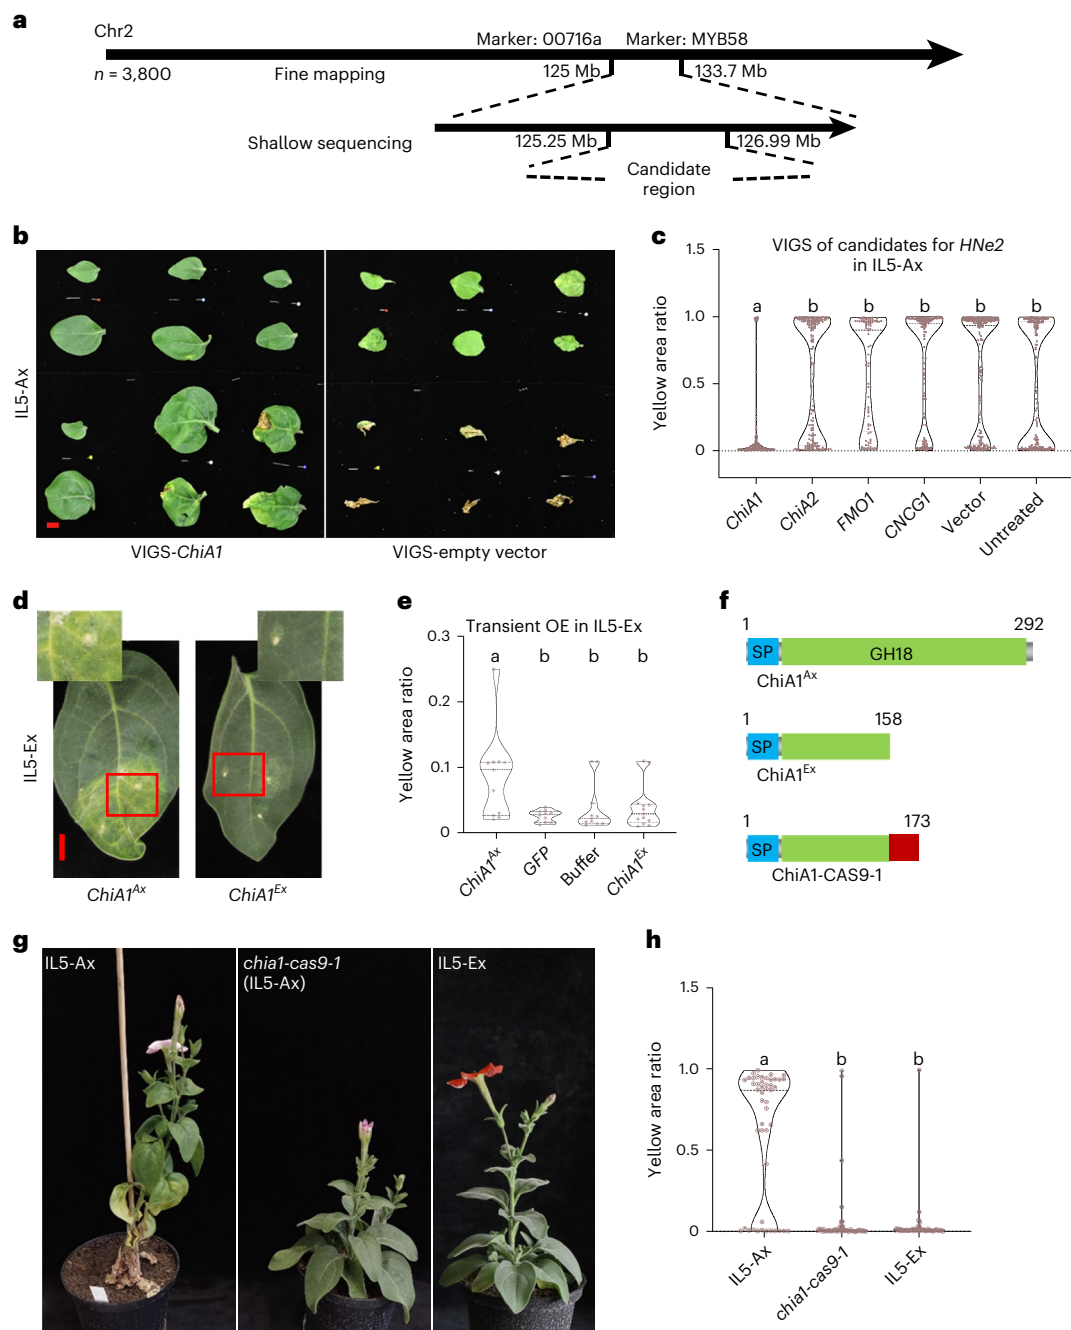 a
Chr2
Marker: 00716a
Marker: MYB58
n = 3,800
Fine mapping
125 Mb
133.7 Mb
Shallow sequencing
125.25 Mb
126.99 Mb
Candidate
region
b
IL5-Ax
VIGS-ChiA1
VIGS-empty vector
c
VIGS of candidates for HNe2
in IL5-Ax
Yellow area ratio
1.5
1.0
0.5
0
a
b
b
b
b
b
ChiA1
ChiA2
FMO1
CNCG1
Vector
Untreated
d
IL5-Ex
ChiA1Ax
ChiA1Ex
e
Transient OE in IL5-Ex
Yellow area ratio
0.3
0.2
0.1
0
a
b
b
b
ChiA1Ax
GFP
Buffer
ChiA1Ex
f
1
292
SP
GH18
ChiA1Ax
1
158
SP
ChiA1Ex
1
173
SP
ChiA1-CAS9-1
g
IL5-Ax
chia1-cas9-1
(IL5-Ax)
IL5-Ex
h
Yellow area ratio
1.5
1.0
0.5
0
a
b
b
IL5-Ax
chia1-cas9-1
IL5-Ex